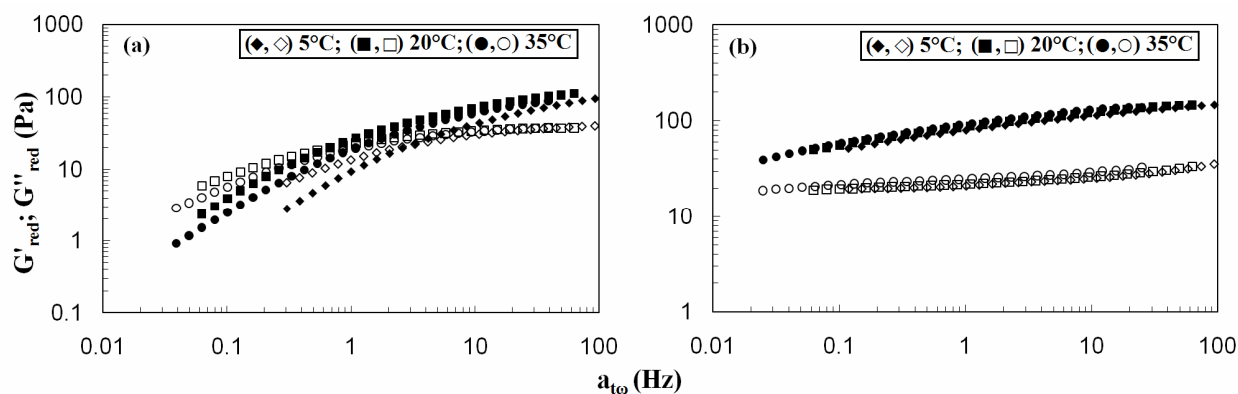 1000
100
10
1
0.1
G'red; G''red (Pa)
(a)
(◆, ◇) 5°C; (■, □) 20°C; (●, ○) 35°C
0.01 0.1 1 10 100
1000
100
10
1
(b)
(◆, ◇) 5°C; (■, □) 20°C; (●, ○) 35°C
0.01 0.1 1 10 100
atω (Hz)